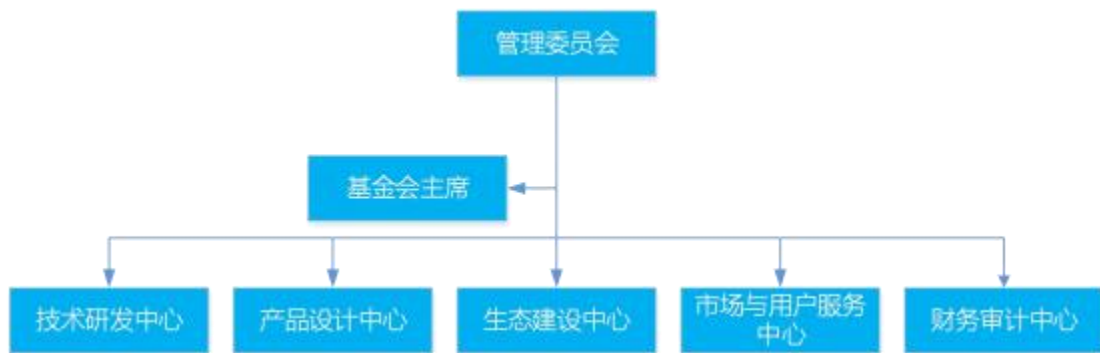 管理委员会
基金会主席
技术研发中心
产品设计中心
生态建设中心
市场与用户服务
中心
财务审计中心